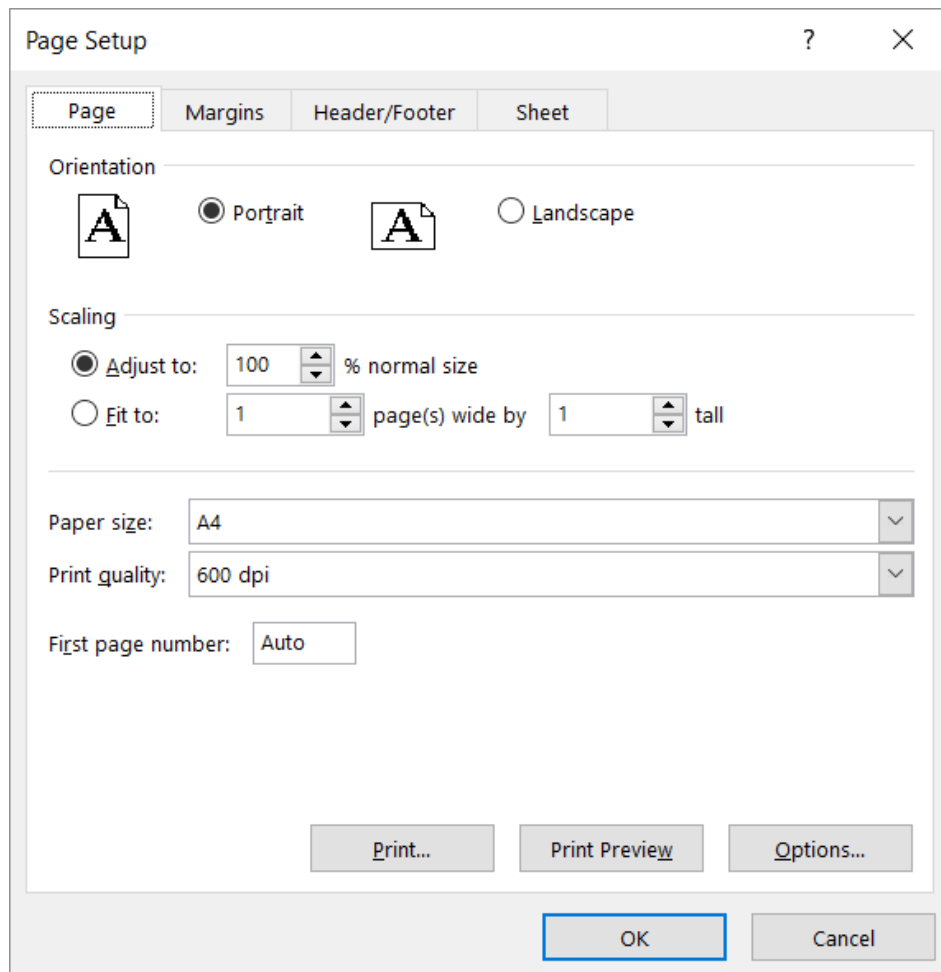 Page Setup ?
Page Margins Header/Footer Sheet
Orientation
A Portrait A Landscape
Scaling
Adjust to: 100 % normal size
Fit to: 1 page(s) wide by 1 tall
Paper size: A4
Print quality: 600 dpi
First page number: Auto
Print... Print Preview Options...
OK Cancel